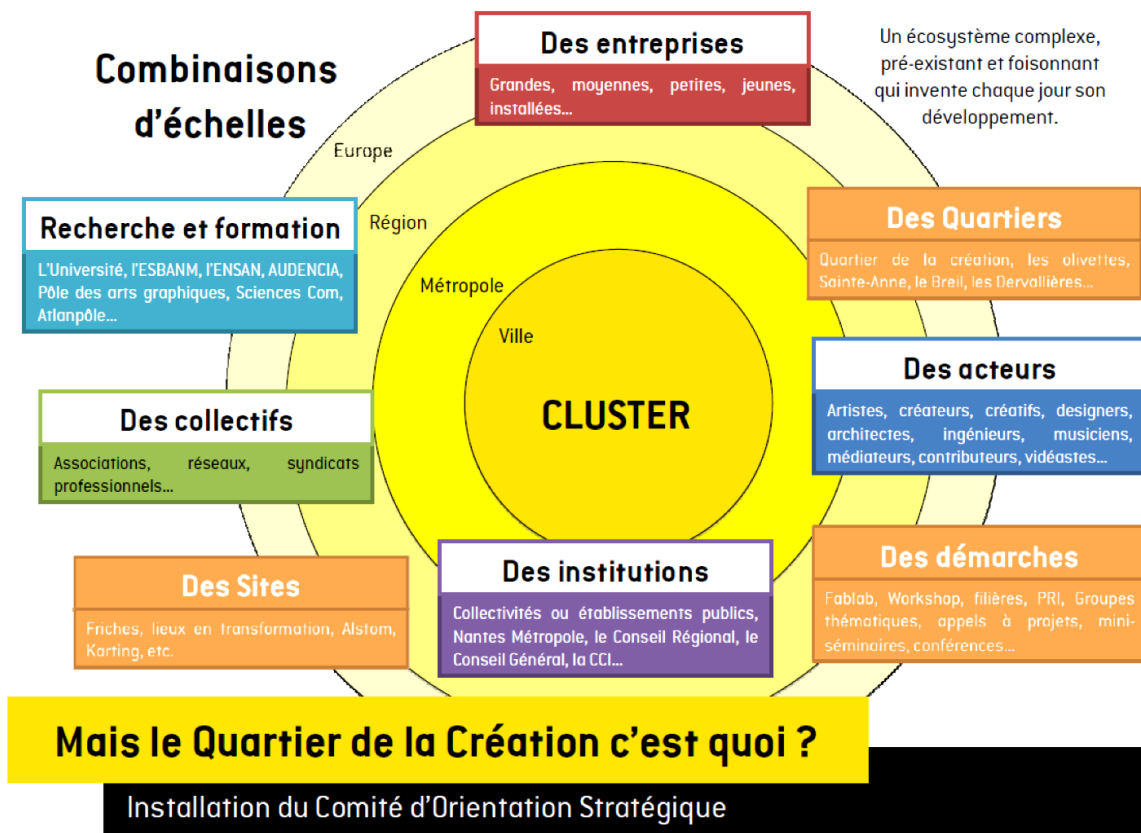 Combinaisons
d'échelles
Des entreprises
Grandes, moyennes, petites, jeunes,
installées...
Un écosystème complexe,
pré-existant et foisonnant
qui invente chaque jour son
développement.
Europe
Région
Métropole
Ville
CLUSTER
Recherche et formation
L'Université, l'ESBANM, l'ENSAN, AUDENCIA,
Pôle des arts graphiques, Sciences Com,
Atlanpôle...
Des Quartiers
Quartier de la création, les olivettes,
Sainte-Anne, le Breil, les Dervallières...
Des collectifs
Associations, réseaux, syndicats
professionnels...
Des acteurs
Artistes, créateurs, créatifs, designers,
architectes, ingénieurs, musiciens,
médiateurs, contributeurs, vidéastes...
Des Sites
Friches, lieux en transformation, Alstom,
Karting, etc.
Des institutions
Collectivités ou établissements publics,
Nantes Métropole, le Conseil Régional, le
Conseil Général, la CCI...
Des démarches
Fablab, Workshop, filières, PRI, Groupes
thématiques, appels à projets, mini-
séminaires, conférences...
Mais le Quartier de la Création c'est quoi ?
Installation du Comité d'Orientation Stratégique